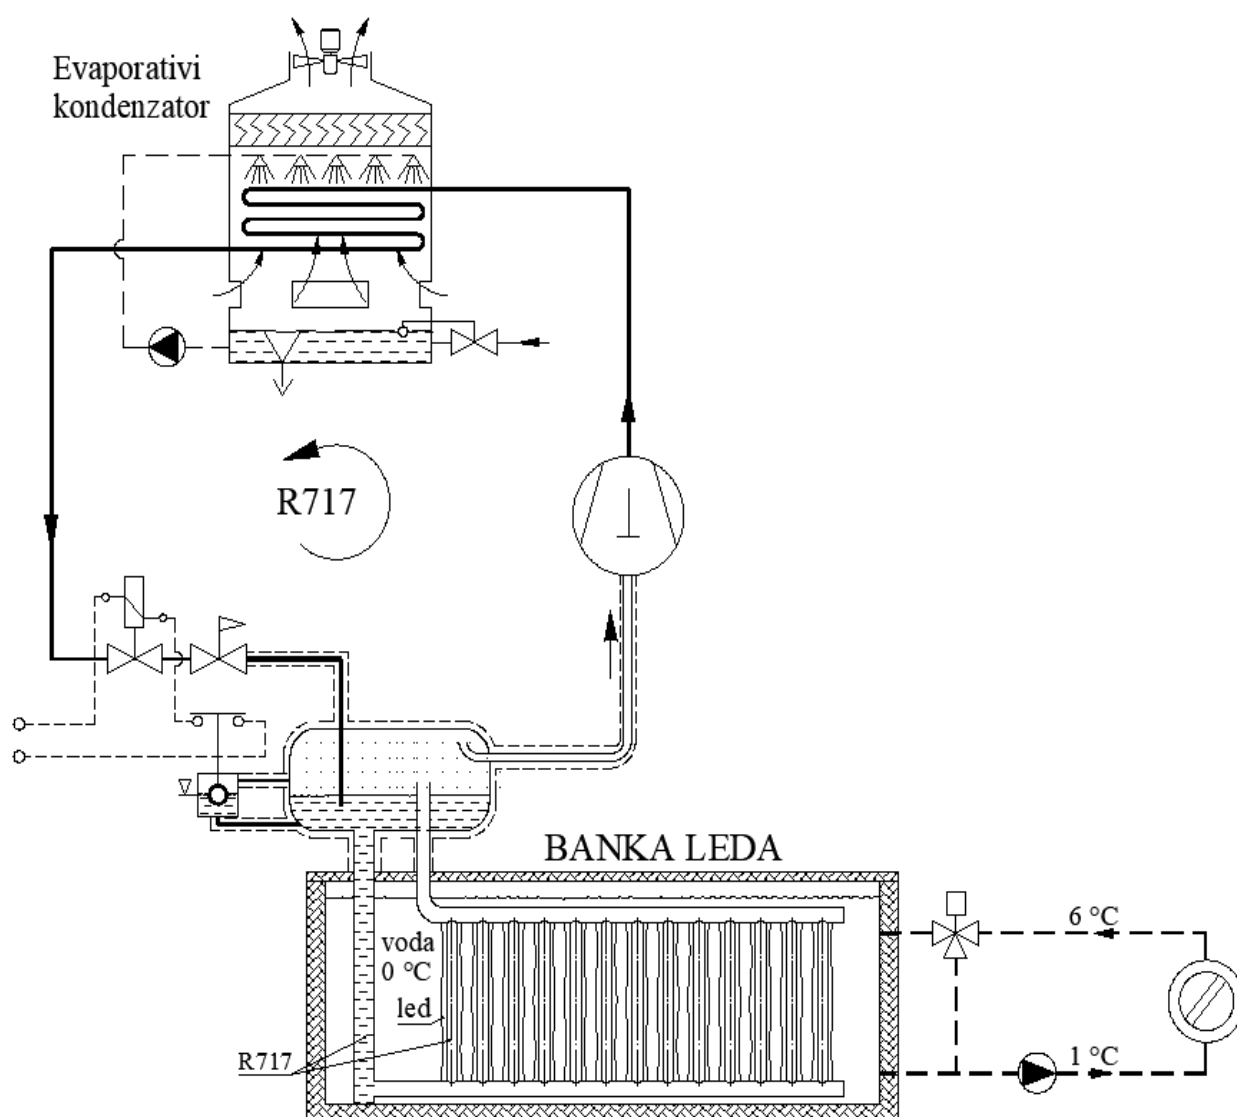 Evaporativi
kondenzator
R717
BANKA LEDA
voda
0 °C
led
R717
6 °C
1 °C